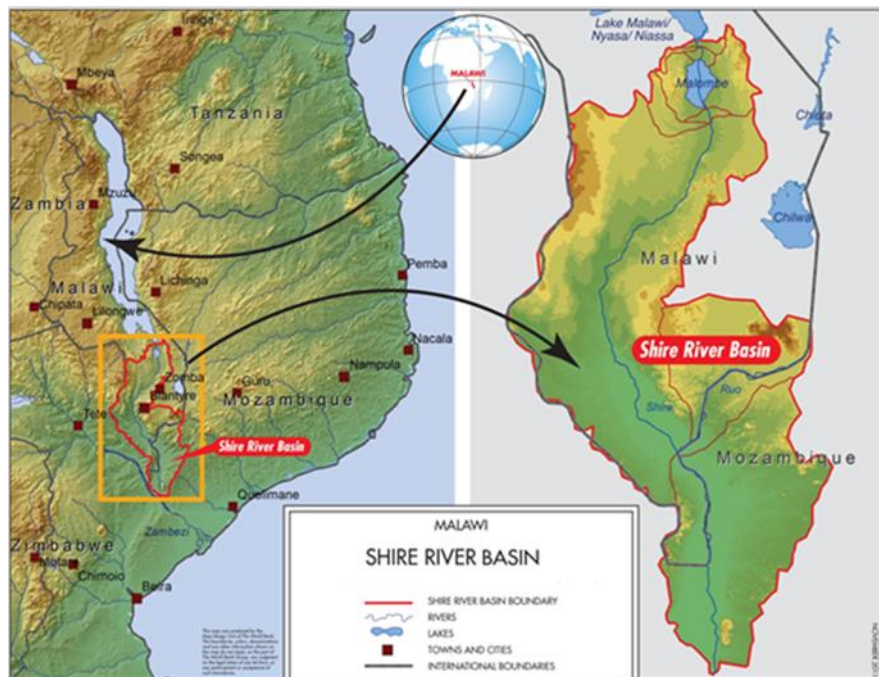 Iringa
Mbeya
Tanzania
Songea
Mzuzu
Zambia
Malawi
Lichinga
Chipata
Lilongwe
Pemba
Nacala
Nampula
Zomba
Blantyre
Guru
Mozambique
Tete
Shire River Basin
Quelimane
Zambezi
Zimbabwe
Chimoio
Beira
MALAWI
Lake Malawi/
Nyasa/ Niassa
Malombe
Chiuta
Chilwa
Malawi
Shire River Basin
Shire
Ruo
Mozambique
MALAWI
SHIRE RIVER BASIN
SHIRE RIVER BASIN BOUNDARY
RIVERS
LAKES
TOWNS AND CITIES
INTERNATIONAL BOUNDARIES